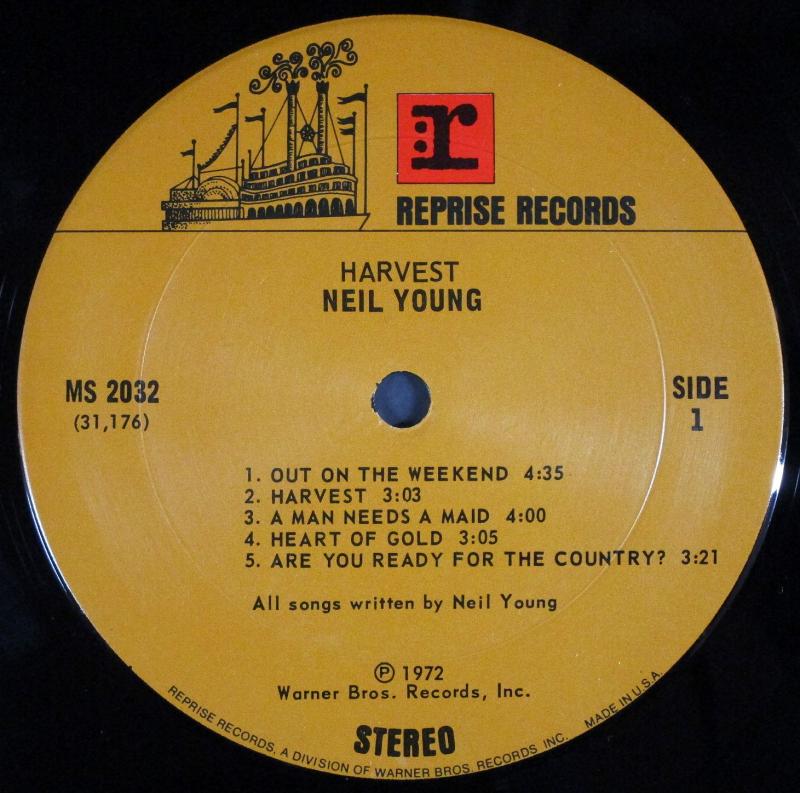 r
REPRISE RECORDS
HARVEST
NEIL YOUNG
MS 2032
(31,176)
SIDE
1
1. OUT ON THE WEEKEND 4:35
2. HARVEST 3:03
3. A MAN NEEDS A MAID 4:00
4. HEART OF GOLD 3:05
5. ARE YOU READY FOR THE COUNTRY? 3:21
All songs written by Neil Young
℗ 1972
Warner Bros. Records, Inc.
STEREO
REPRISE RECORDS, A DIVISION OF WARNER BROS. RECORDS INC. MADE IN U.S.A.